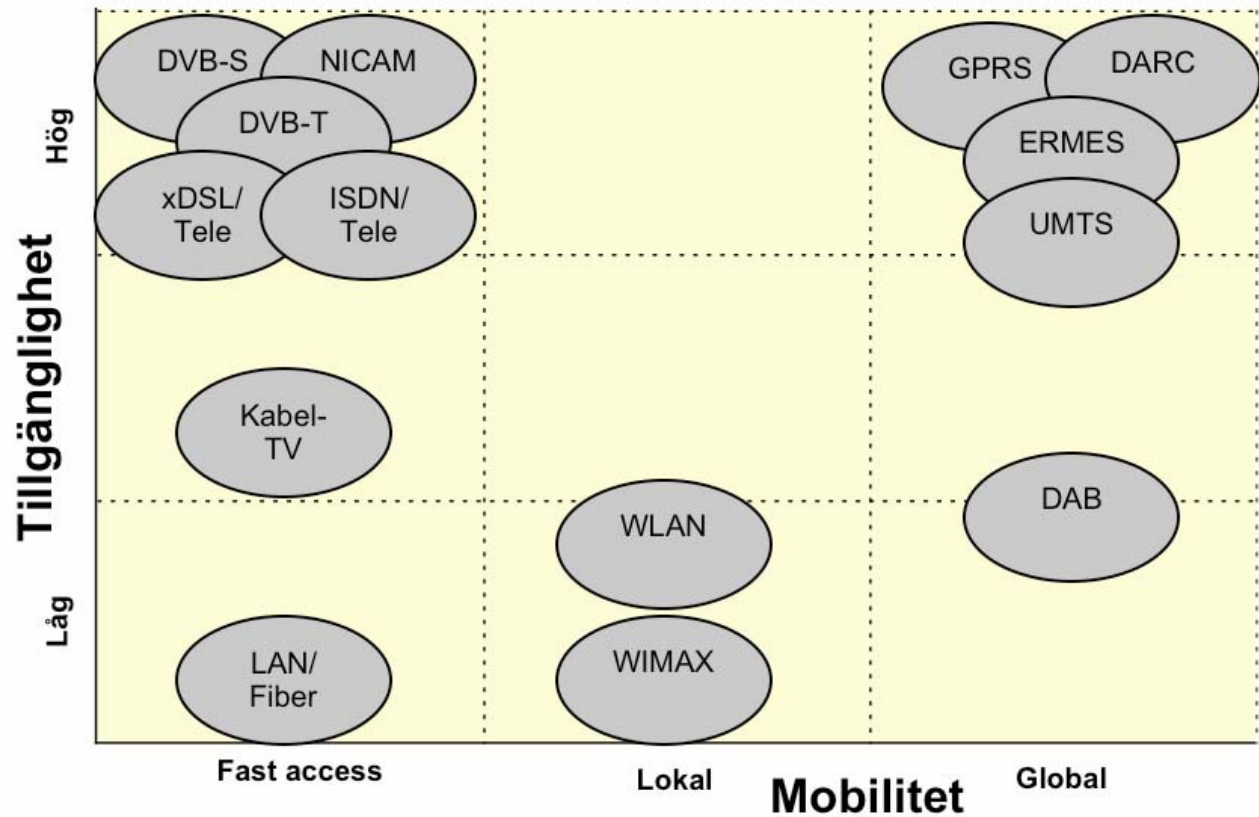 DVB-S
NICAM
DVB-T
xDSL/
Tele
ISDN/
Tele
GPRS
DARC
ERMES
UMTS
Kabel-
TV
DAB
WLAN
LAN/
Fiber
WIMAX
Hög
Tillgänglighet
Låg
Fast access
Lokal
Mobilitet
Global